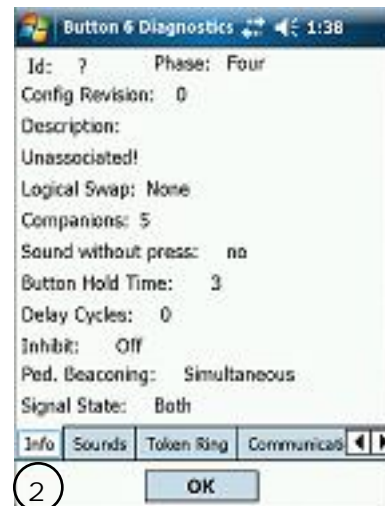 Button 6 Diagnostics 1:38
Id: ? Phase: Four
Config Revision: 0
Description:
Unassociated!
Logical Swap: None
Companions: 5
Sound without press: no
Button Hold Time: 3
Delay Cycles: 0
Inhibit: Off
Ped. Beaconing: Simultaneous
Signal State: Both
Info Sounds Token Ring Communicati
2 OK